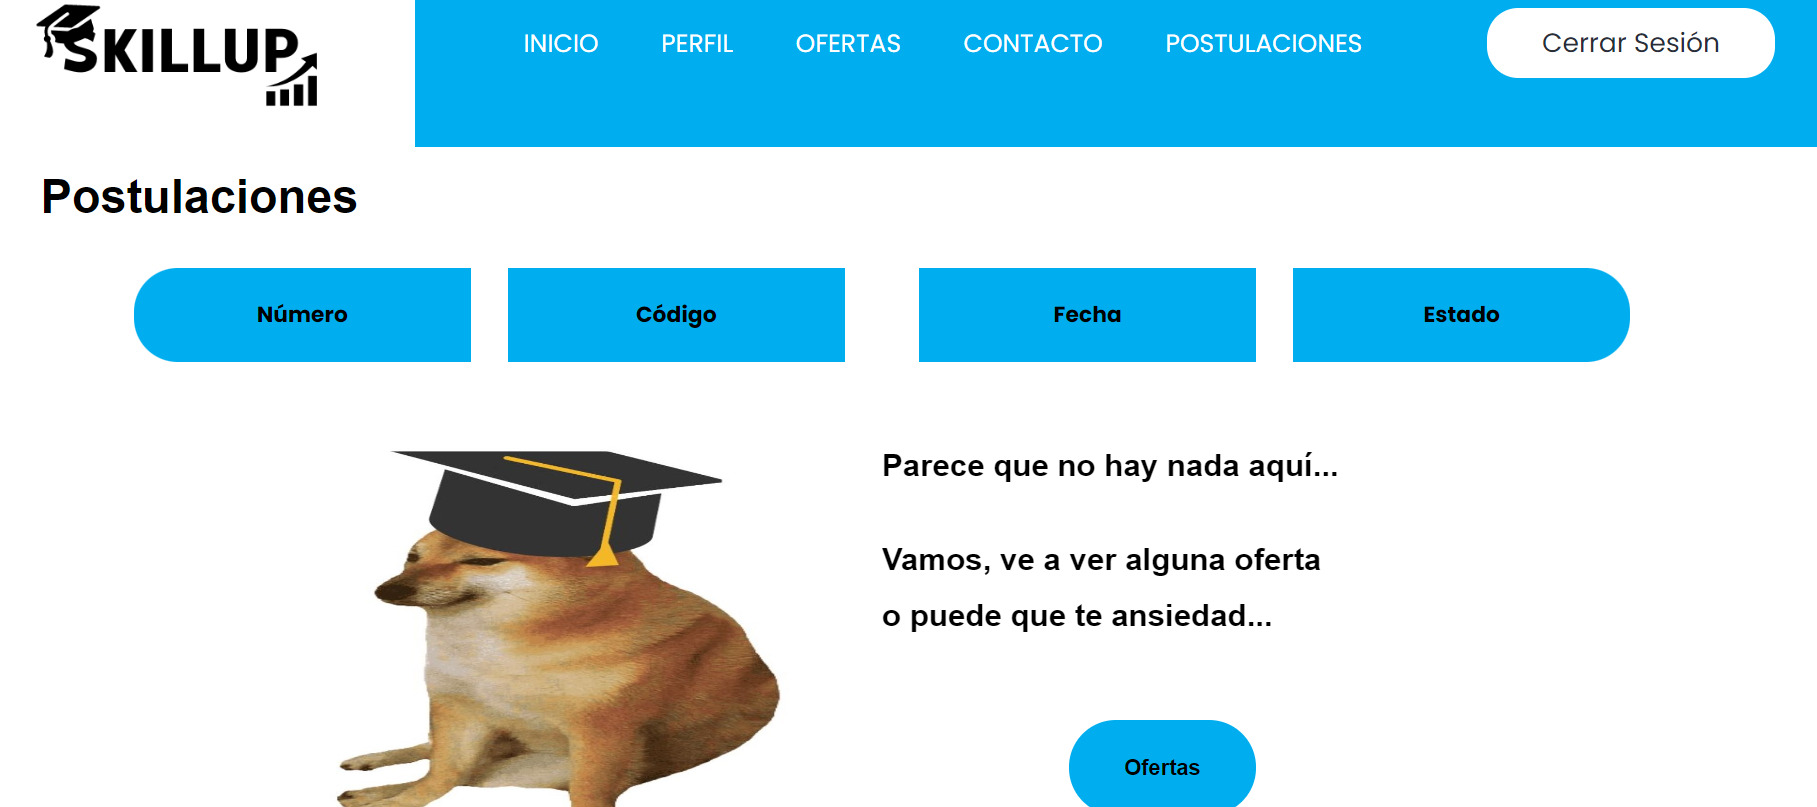 SKILLUP
INICIO PERFIL OFERTAS CONTACTO POSTULACIONES Cerrar Sesión
Postulaciones
Número Código Fecha Estado
Parece que no hay nada aquí...
Vamos, ve a ver alguna oferta
o puede que te ansiedad...
Ofertas